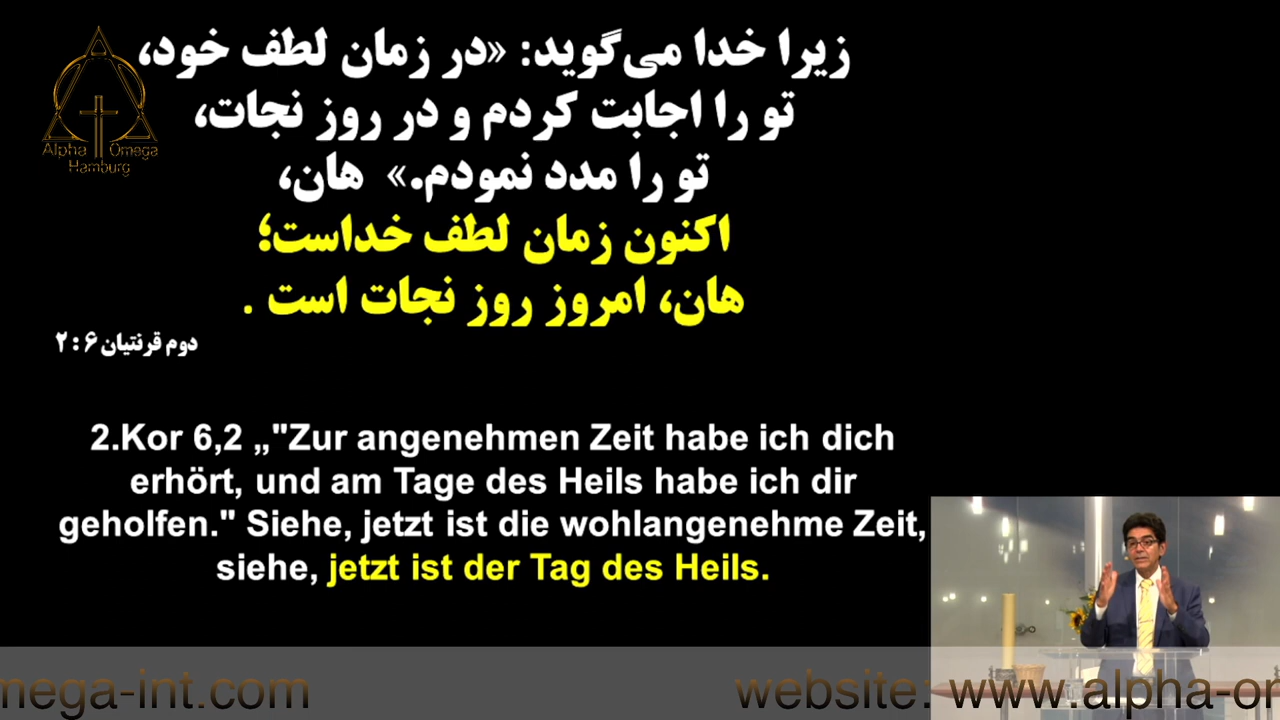 زیرا خدا می‌گوید: «در زمان لطف خود،
تو را اجابت کردم و در روز نجات،
تو را مدد نمودم.» هان،
اکنون زمان لطف خداست؛
هان، امروز روز نجات است .
دوم قرنتیان ۶ : ۲
Alpha Omega
Hamburg
2.Kor 6,2 „"Zur angenehmen Zeit habe ich dich
erhört, und am Tage des Heils habe ich dir
geholfen." Siehe, jetzt ist die wohlangenehme Zeit,
siehe, jetzt ist der Tag des Heils.
mega-int.com website: www.alpha-om